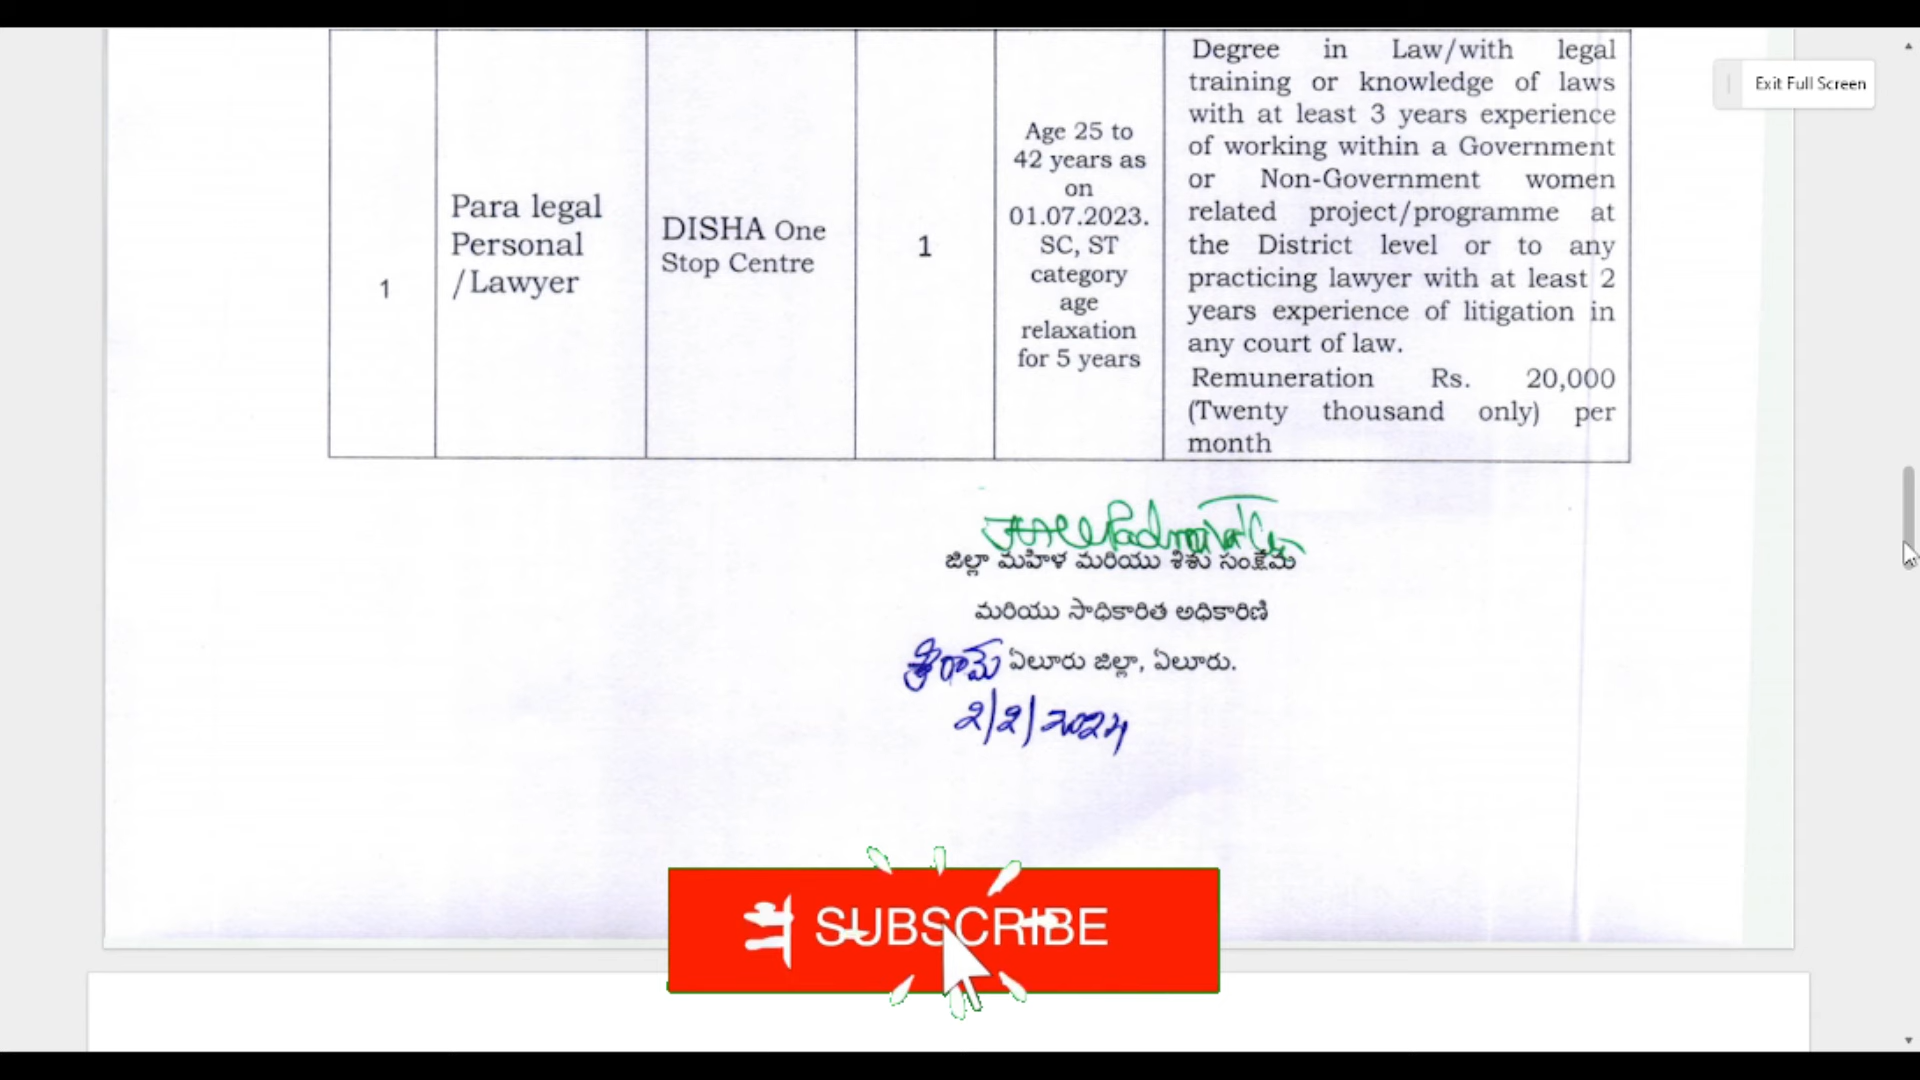 Exit Full Screen
1
Para legal
Personal
/Lawyer
DISHA One
Stop Centre
1
Age 25 to
42 years as
on
01.07.2023.
SC, ST
category
age
relaxation
for 5 years
Degree in Law/with legal
training or knowledge of laws
with at least 3 years experience
of working within a Government
or Non-Government women
related project/programme at
the District level or to any
practicing lawyer with at least 2
years experience of litigation in
any court of law.
Remuneration Rs. 20,000
(Twenty thousand only) per
month
జిల్లా మహిళ మరియు శిశు సంక్షేమ
మరియు సాధికారిత అధికారిణి
శ్రీరామ్ ఏలూరు జిల్లా, ఏలూరు.
2/2/2024
SUBSCRIBE